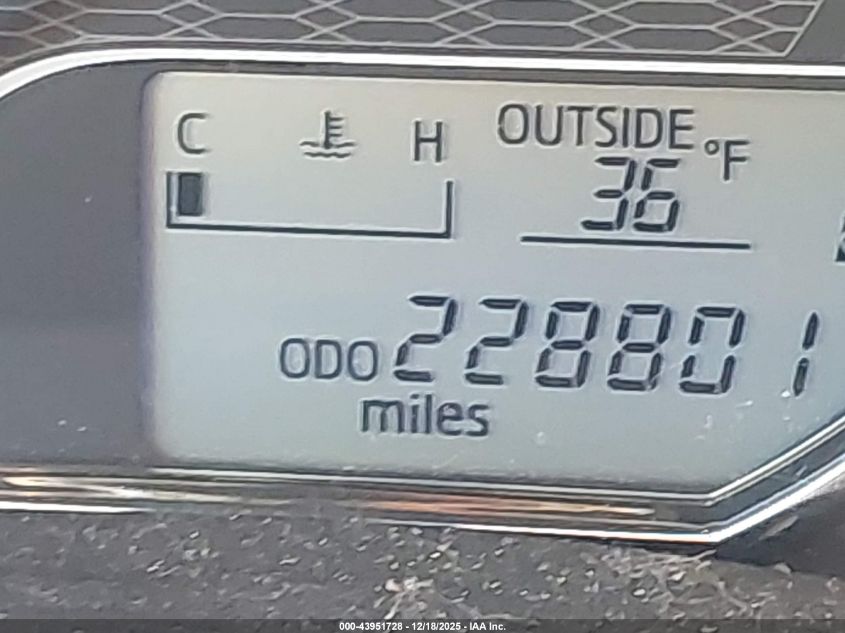 C H OUTSIDE °F
36
ODO 228801
miles
000-43951728 - 12/18/2025 - IAA Inc.